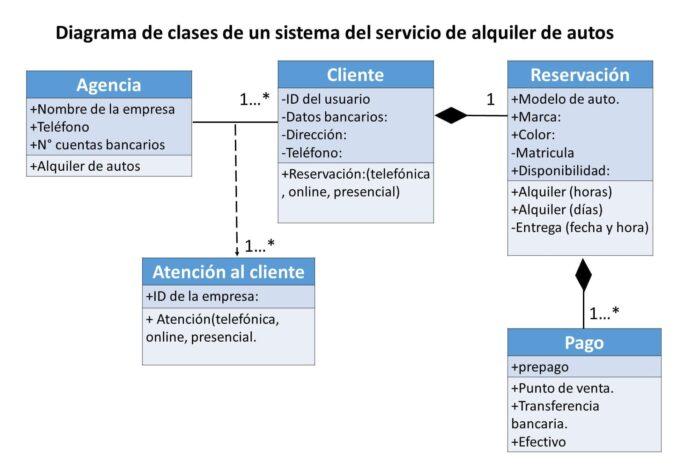 Diagrama de clases de un sistema del servicio de alquiler de autos
Agencia
+Nombre de la empresa
+Teléfono
+N° cuentas bancarios
+Alquiler de autos
1...*
Cliente
-ID del usuario
-Datos bancarios:
-Dirección:
-Teléfono:
+Reservación:(telefónica
, online, presencial)
1
Reservación
+Modelo de auto.
+Marca:
+Color:
-Matricula
+Disponibilidad:
+Alquiler (horas)
+Alquiler (días)
-Entrega (fecha y hora)
1...*
Atención al cliente
+ID de la empresa:
+ Atención(telefónica,
online, presencial.
1...*
Pago
+prepago
+Punto de venta.
+Transferencia
bancaria.
+Efectivo